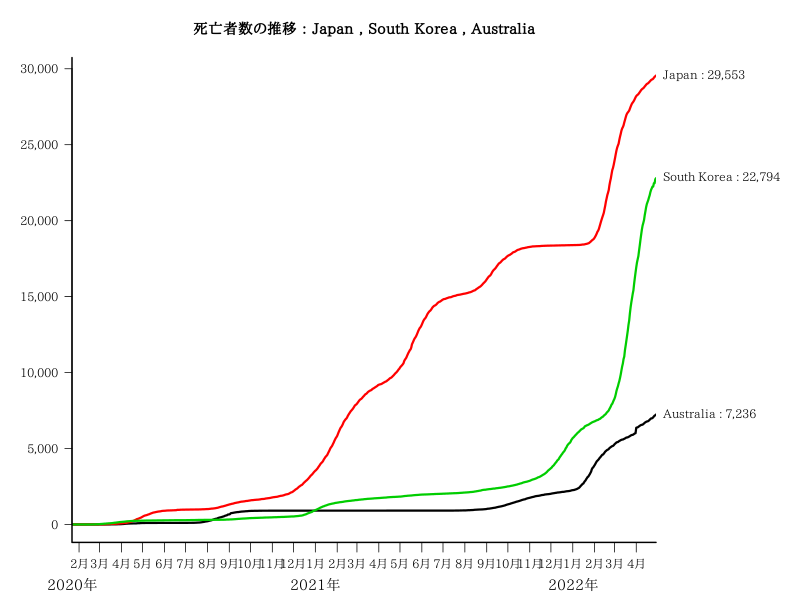 死亡者数の推移 : Japan , South Korea , Australia
30,000
25,000
20,000
15,000
10,000
5,000
0
Japan : 29,553
South Korea : 22,794
Australia : 7,236
2月 3月 4月 5月 6月 7月 8月 9月 10月 11月 12月 1月 2月 3月 4月 5月 6月 7月 8月 9月 10月 11月 12月 1月 2月 3月 4月
2020年 2021年 2022年